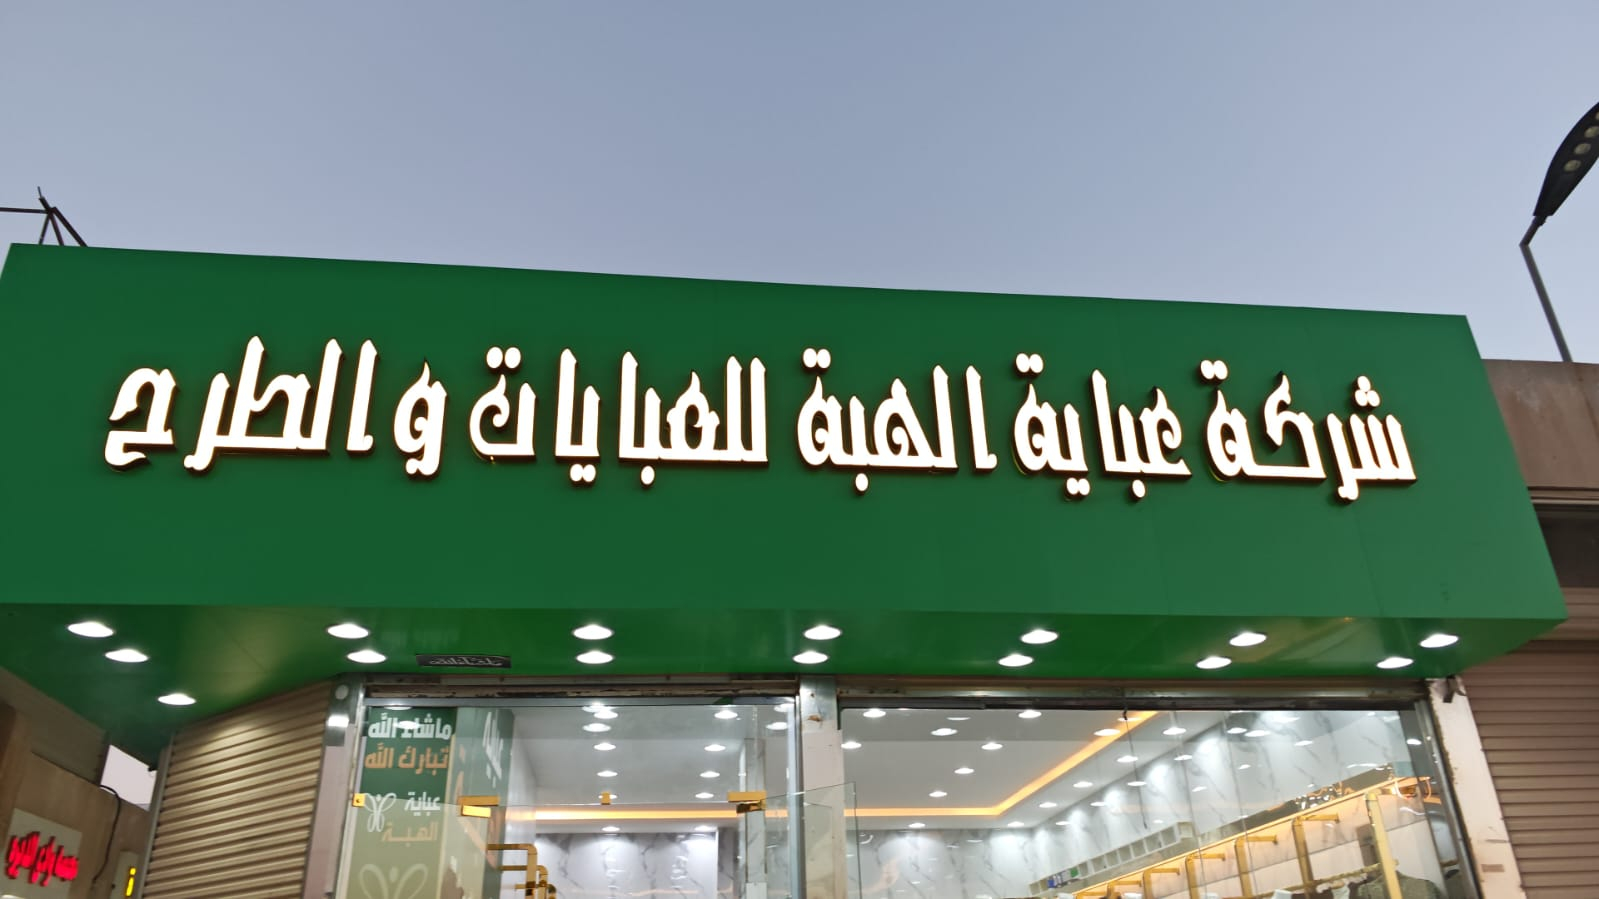 شركة عباية الهبة للعبايات والطرح
ماشاء الله
تبارك الله
عباية
الهبة